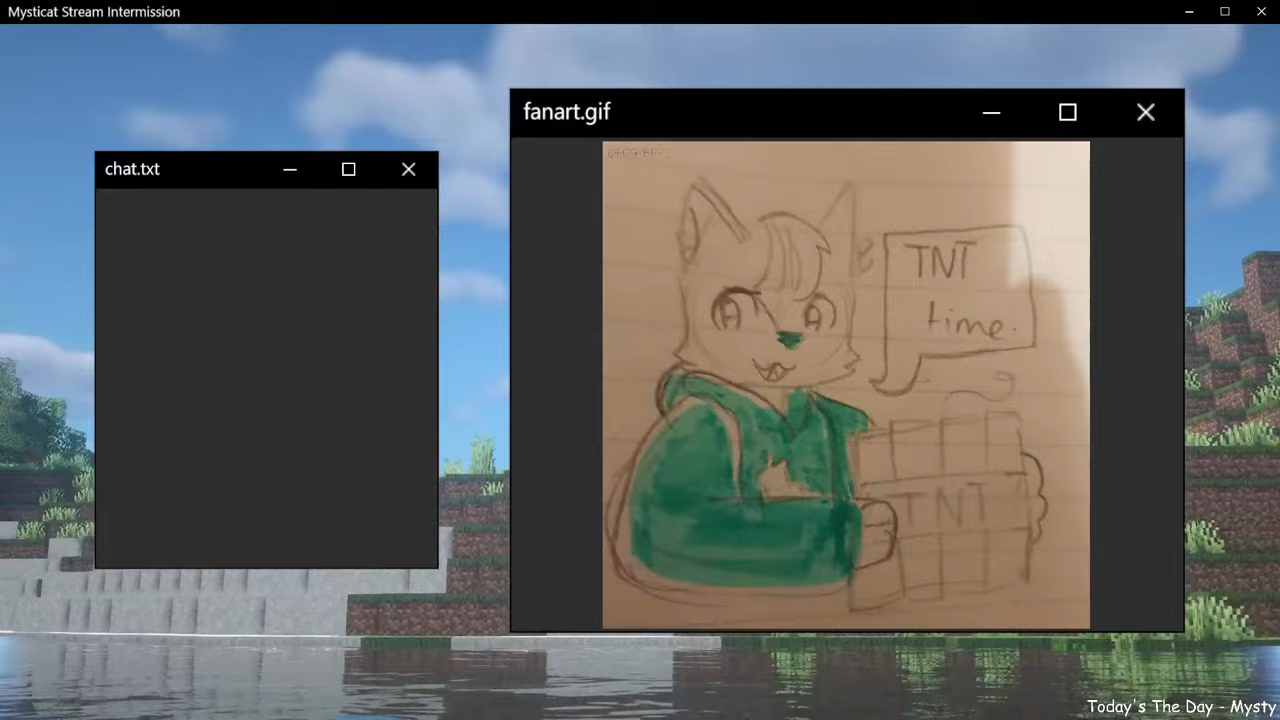 Mysticat Stream Intermission
fanart.gif
chat.txt
TNT
time.
TNT
Today's The Day - Mysty